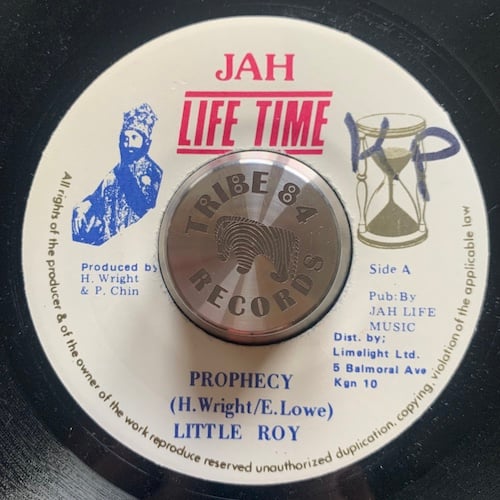 JAH
LIFE TIME
KP
TRIBE 84
RECORDS
Produced by
H. Wright
& P. Chin
Side A
Pub: By
JAH LIFE
MUSIC
Dist. by;
Limelight Ltd.
5 Balmoral Ave
Kgn 10
PROPHECY
(H.Wright/E.Lowe)
LITTLE ROY
All rights of the producer & of the owner of the work reproduce reserved unauthorized duplication, copying, violation of the applicable law